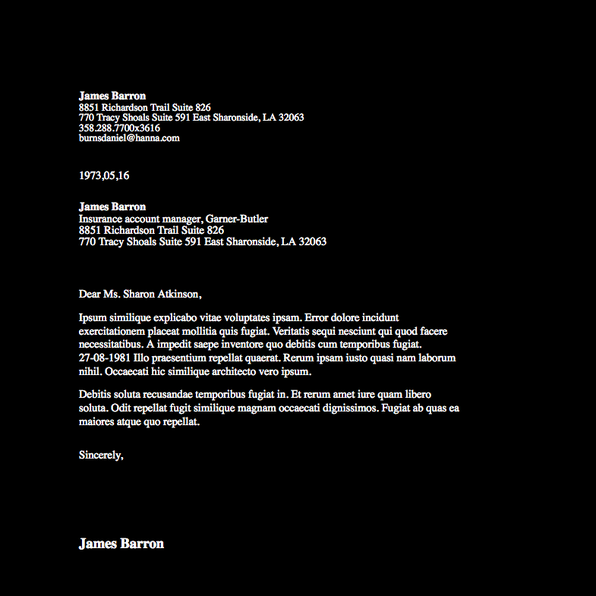 James Barron
8851 Richardson Trail Suite 826
770 Tracy Shoals Suite 591 East Sharonside, LA 32063
358.288.7700x3616
burnsdaniel@hanna.com
1973,05,16
James Barron
Insurance account manager, Garner-Butler
8851 Richardson Trail Suite 826
770 Tracy Shoals Suite 591 East Sharonside, LA 32063
Dear Ms. Sharon Atkinson,
Ipsum similique explicabo vitae voluptates ipsam. Error dolore incidunt
exercitationem placeat mollitia quis fugiat. Veritatis sequi nesciunt qui quod facere
necessitatibus. A impedit saepe inventore quo debitis cum temporibus fugiat.
27-08-1981 Illo praesentium repellat quaerat. Rerum ipsam iusto quasi nam laborum
nihil. Occaecati hic similique architecto vero ipsum.
Debitis soluta recusandae temporibus fugiat in. Et rerum amet iure quam libero
soluta. Odit repellat fugit similique magnam occaecati dignissimos. Fugiat ab quas ea
maiores atque quo repellat.
Sincerely,
James Barron